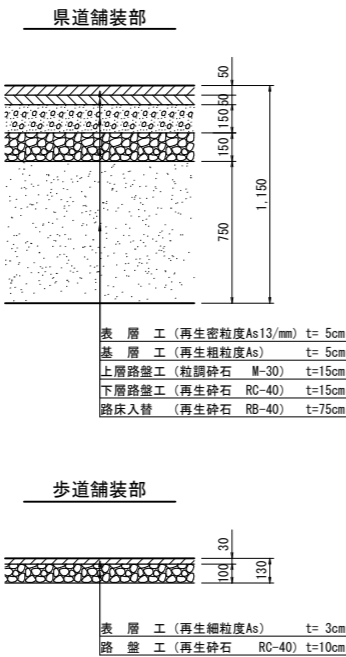 県道舗装部
50
50
150
150
750
1,150
表 層 工 (再生密粒度As13/mm) t= 5cm
基 層 工 (再生粗粒度As) t= 5cm
上層路盤工 (粒調砕石 M-30) t=15cm
下層路盤工 (再生砕石 RC-40) t=15cm
路床入替 (再生砕石 RB-40) t=75cm
歩道舗装部
30
100
130
表 層 工 (再生細粒度As) t= 3cm
路 盤 工 (再生砕石 RC-40) t=10cm